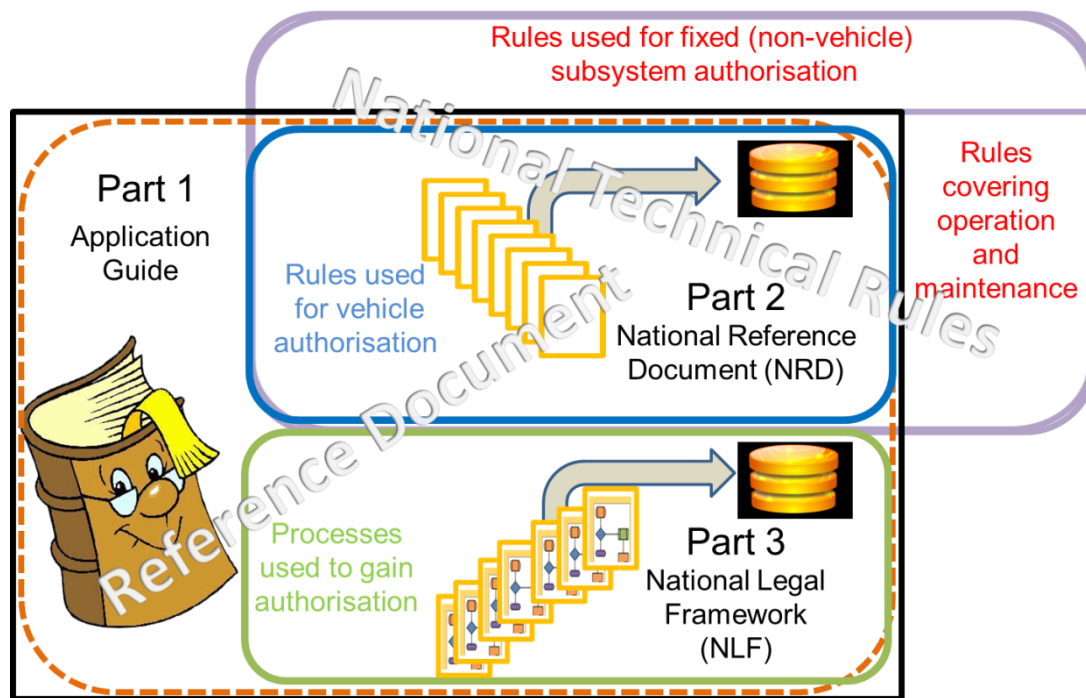 Rules used for fixed (non-vehicle)
subsystem authorisation
National Technical Rules
Rules
covering
operation
and
maintenance
Part 1
Application
Guide
Rules used
for vehicle
authorisation
Part 2
National Reference
Document (NRD)
Reference Document
Processes
used to gain
authorisation
Part 3
National Legal
Framework
(NLF)